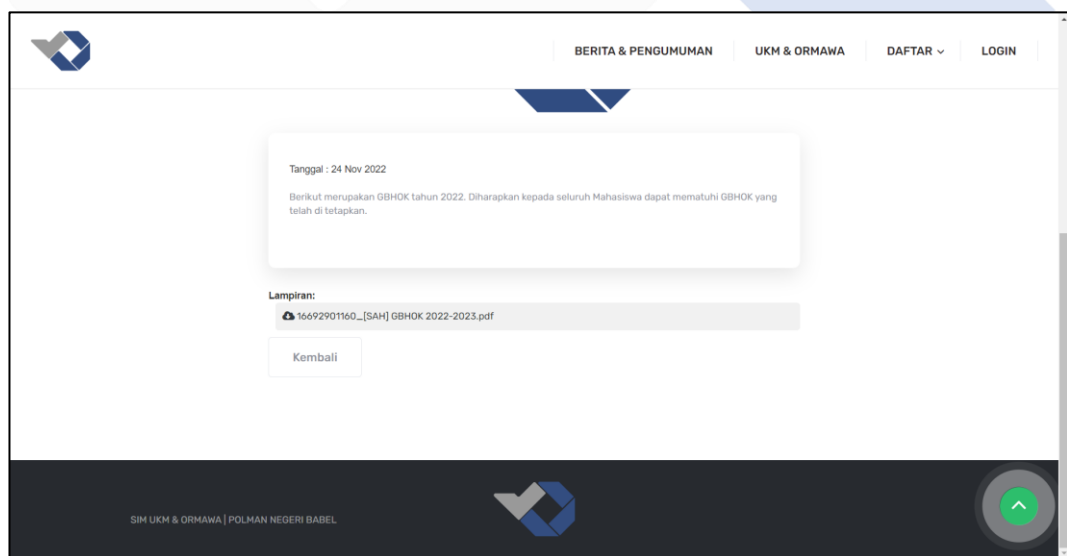 BERITA & PENGUMUMAN UKM & ORMAWA DAFTAR LOGIN
Tanggal : 24 Nov 2022
Berikut merupakan GBHOK tahun 2022. Diharapkan kepada seluruh Mahasiswa dapat mematuhi GBHOK yang
telah di tetapkan.
Lampiran:
16692901160_[SAH] GBHOK 2022-2023.pdf
Kembali
SIM UKM & ORMAWA | POLMAN NEGERI BABEL